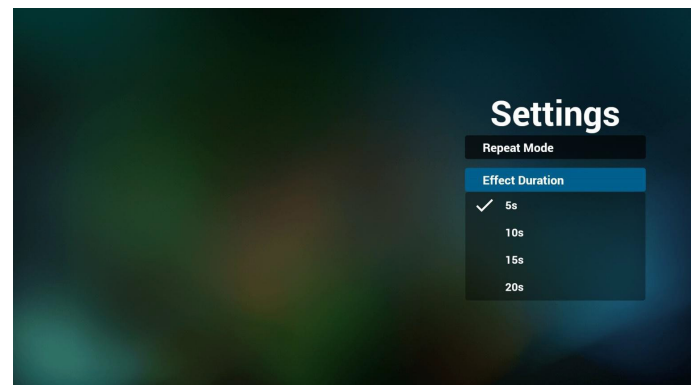 Settings
Repeat Mode
Effect Duration
5s
10s
15s
20s